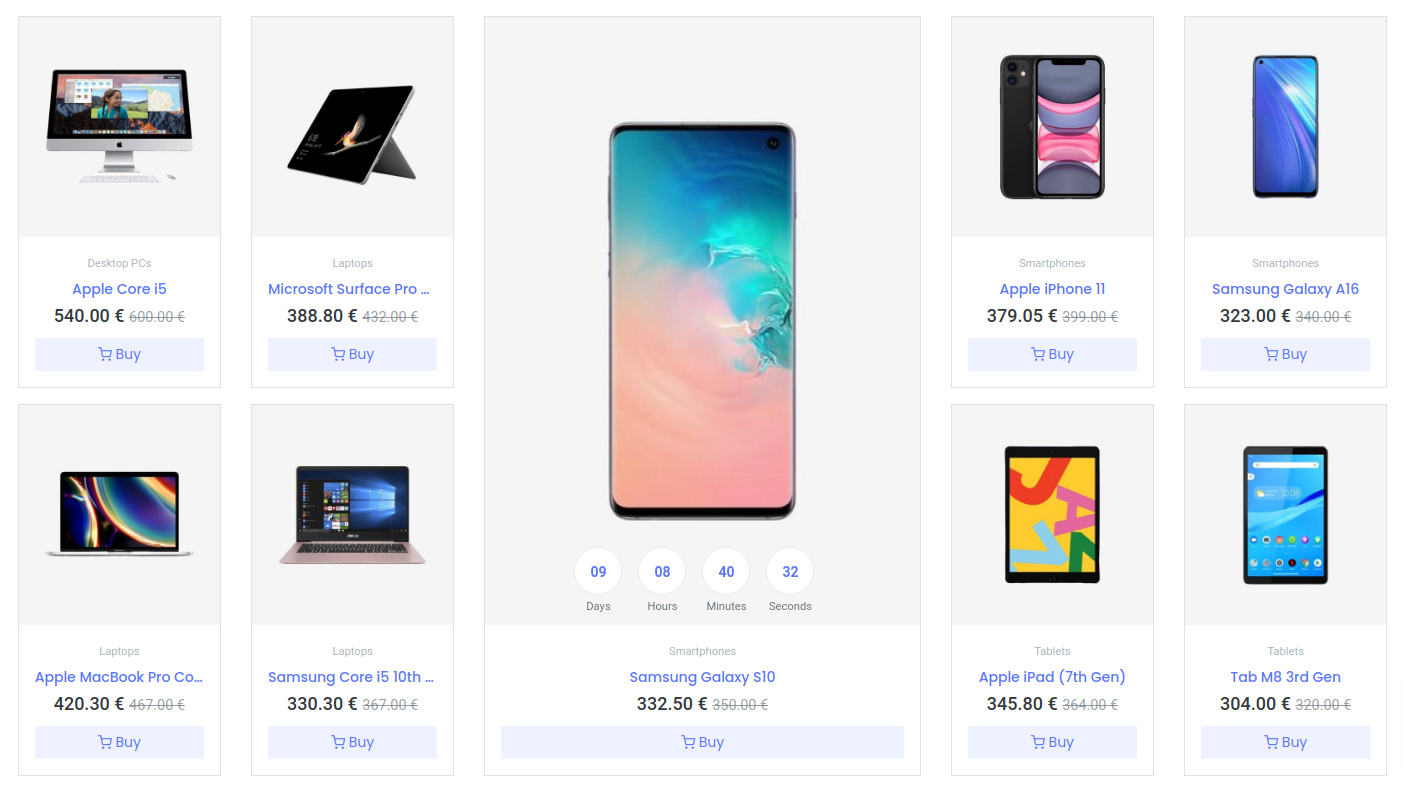 Desktop PCs
Apple Core i5
540.00 € 600.00 €
Buy
Laptops
Microsoft Surface Pro ...
388.80 € 432.00 €
Buy
Laptops
Apple MacBook Pro Co...
420.30 € 467.00 €
Buy
ASUS
Laptops
Samsung Core i5 10th ...
330.30 € 367.00 €
Buy
09 08 40 32
Days Hours Minutes Seconds
Smartphones
Samsung Galaxy S10
332.50 € 350.00 €
Buy
Smartphones
Apple iPhone 11
379.05 € 399.00 €
Buy
Smartphones
Samsung Galaxy A16
323.00 € 340.00 €
Buy
Tablets
Apple iPad (7th Gen)
345.80 € 364.00 €
Buy
10:08
Tablets
Tab M8 3rd Gen
304.00 € 320.00 €
Buy